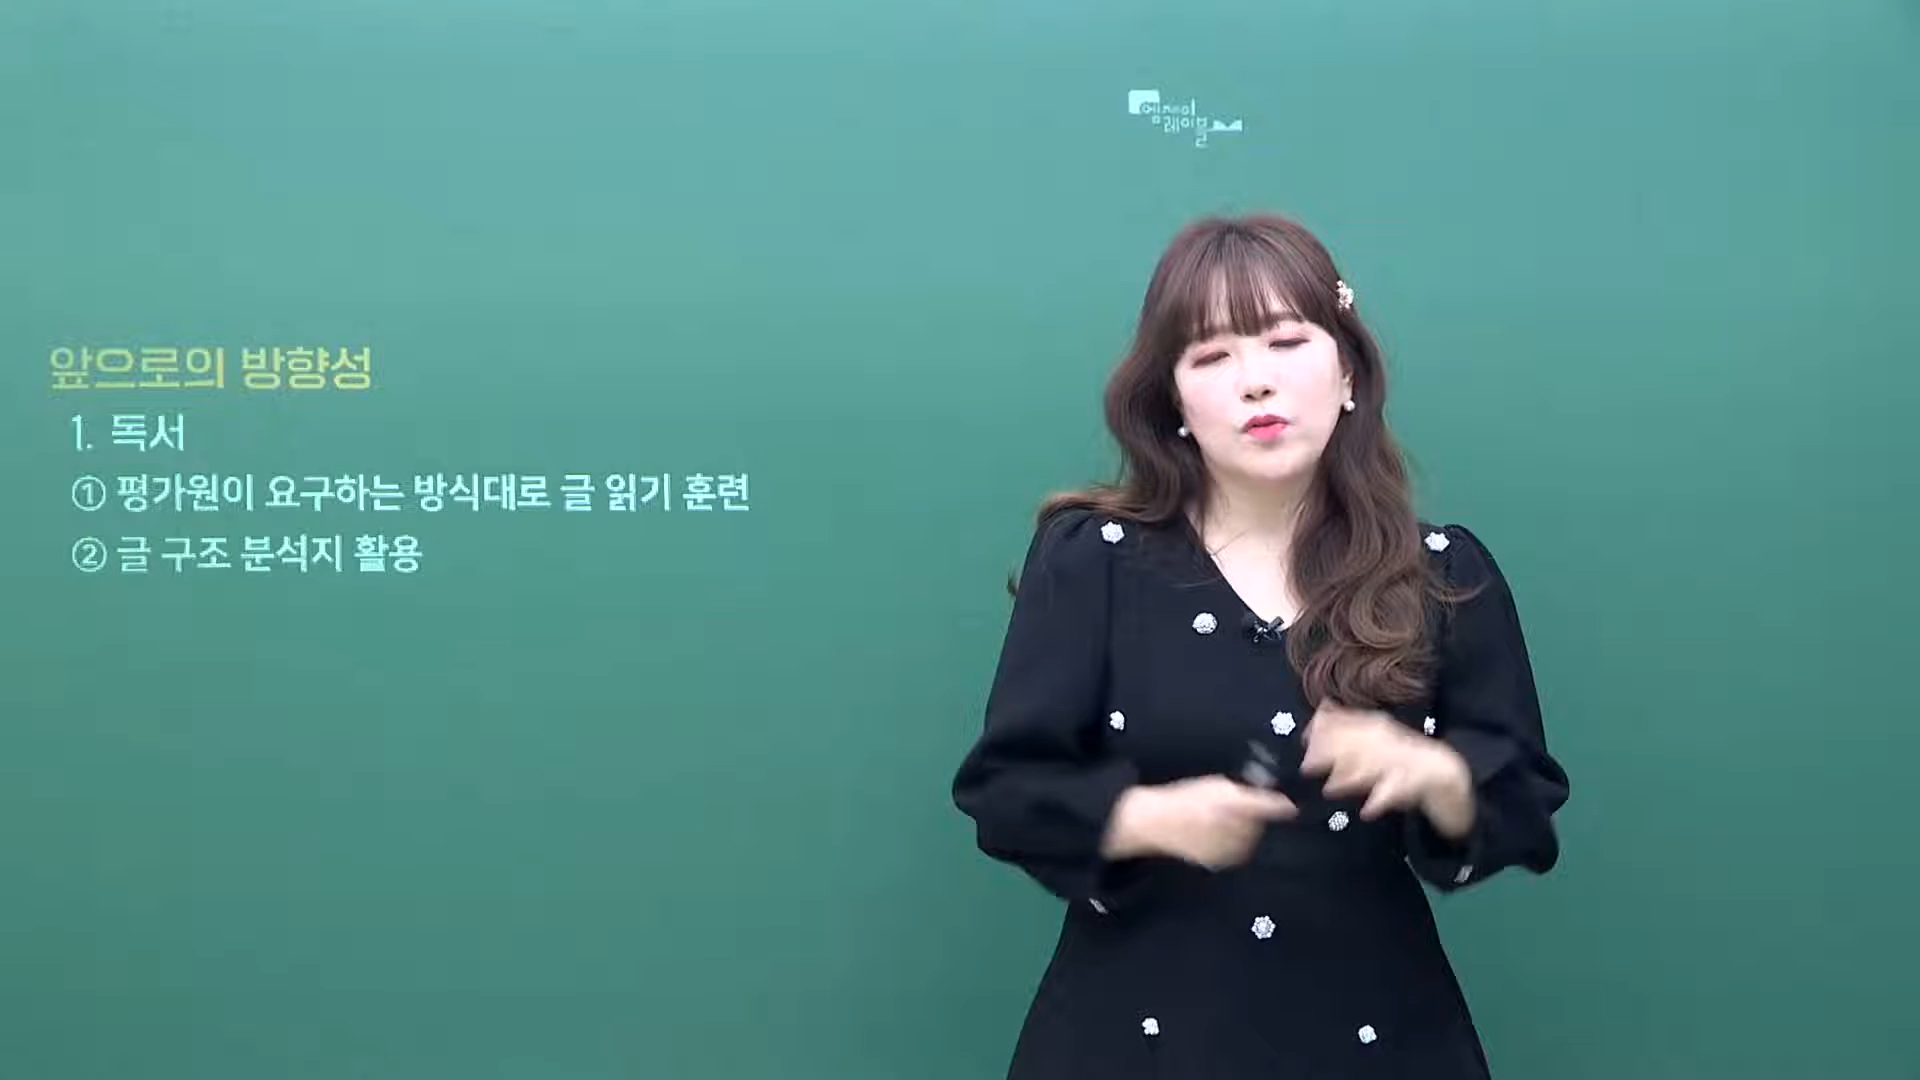 엠제이
레이블
앞으로의 방향성
1. 독서
① 평가원이 요구하는 방식대로 글 읽기 훈련
② 글 구조 분석지 활용